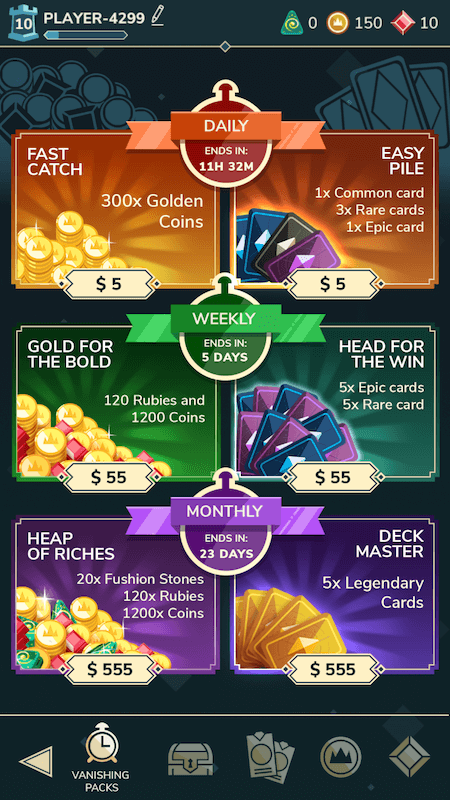 10
PLAYER-4299
0
150
10
DAILY
ENDS IN:
11H 32M
FAST
CATCH
300x Golden
Coins
$ 5
EASY
PILE
1x Common card
3x Rare cards
1x Epic card
$ 5
WEEKLY
ENDS IN:
5 DAYS
GOLD FOR
THE BOLD
120 Rubies and
1200 Coins
$ 55
HEAD FOR
THE WIN
5x Epic cards
5x Rare card
$ 55
MONTHLY
ENDS IN:
23 DAYS
HEAP
OF RICHES
20x Fushion Stones
120x Rubies
1200x Coins
$ 555
DECK
MASTER
5x Legendary
Cards
$ 555
VANISHING
PACKS